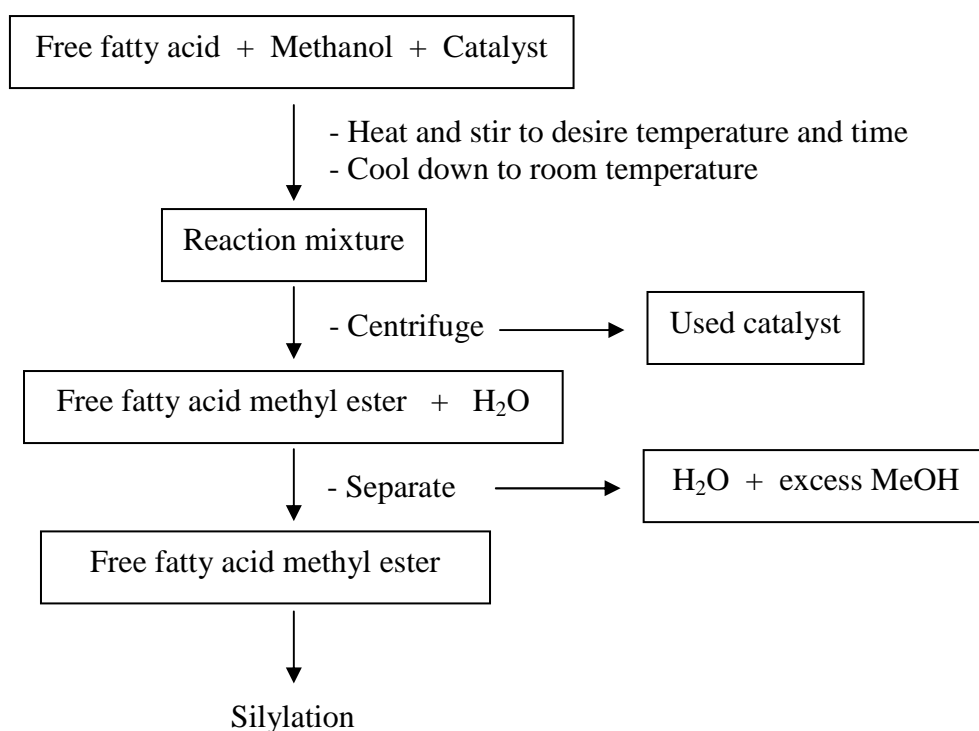 Free fatty acid + Methanol + Catalyst
- Heat and stir to desire temperature and time
- Cool down to room temperature
Reaction mixture
- Centrifuge
Used catalyst
Free fatty acid methyl ester + H₂O
- Separate
H₂O + excess MeOH
Free fatty acid methyl ester
Silylation